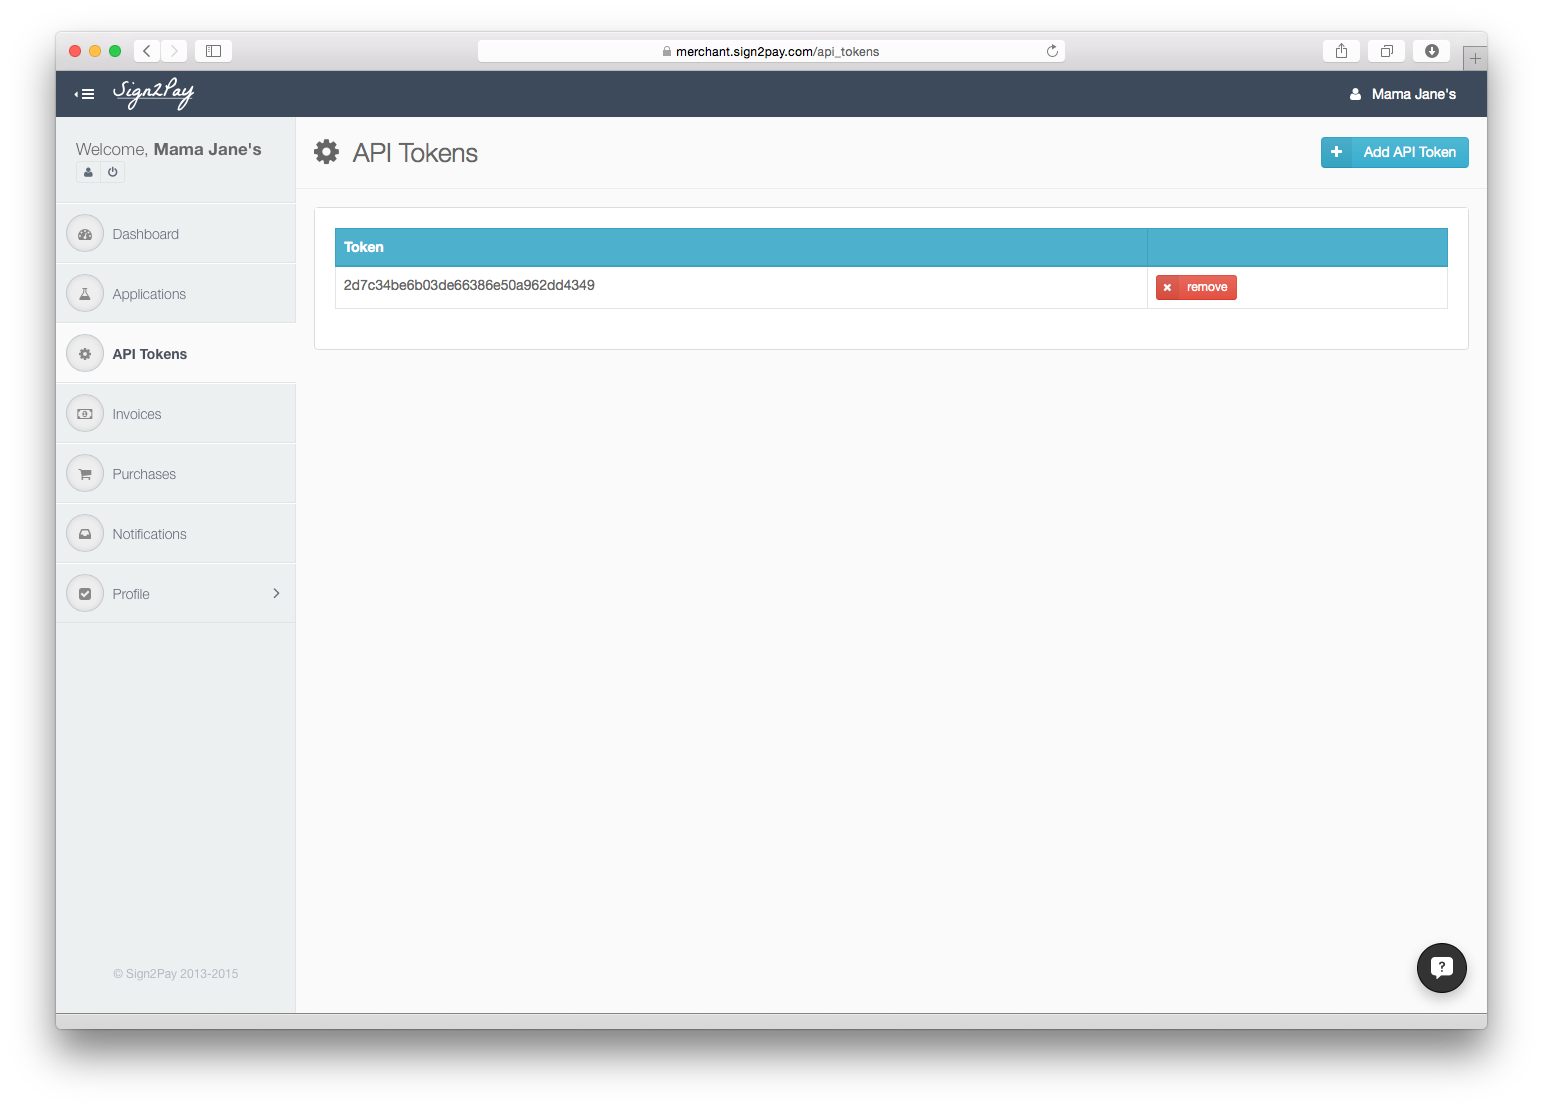 merchant.sign2pay.com/api_tokens
Sign2Pay
Mama Jane's
Welcome, Mama Jane's
API Tokens
Add API Token
Dashboard
Applications
API Tokens
Invoices
Purchases
Notifications
Profile
Token
2d7c34be6b03de66386e50a962dd4349
remove
© Sign2Pay 2013-2015